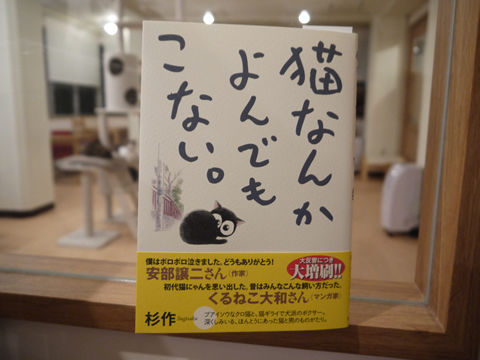 猫なんか
よんでも
こない。
僕はボロボロ泣きました。どうもありがとう!
安部譲二さん(作家)
大反響につき
大増刷!!
初代猫にゃんを思い出した。昔はみんなこんな飼い方だった。
くるねこ大和さん(マンガ家)
杉作
Sugisaku
ブアイソウなクロ猫と、猫ギライで犬派のボクサー。
深くしみいる、ほんとうにあった猫と男のものがたり。